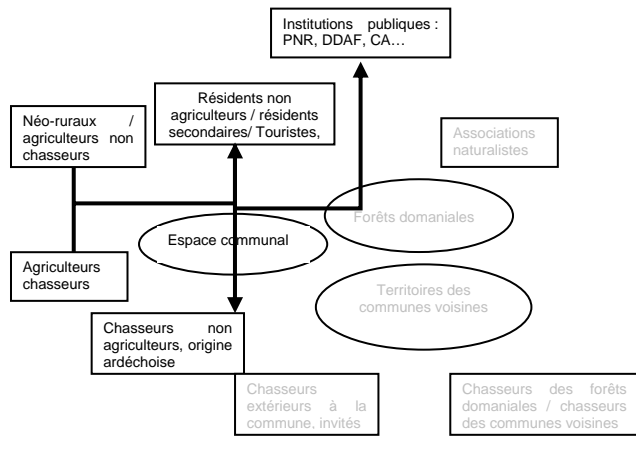 Institutions publiques :
PNR, DDAF, CA…
Résidents non
agriculteurs / résidents
secondaires/ Touristes,
Néo-ruraux /
agriculteurs non
chasseurs
Associations
naturalistes
Forêts domaniales
Espace communal
Agriculteurs
chasseurs
Territoires des
communes voisines
Chasseurs non
agriculteurs, origine
ardéchoise
Chasseurs
extérieurs à la
commune, invités
Chasseurs des forêts
domaniales / chasseurs
des communes voisines